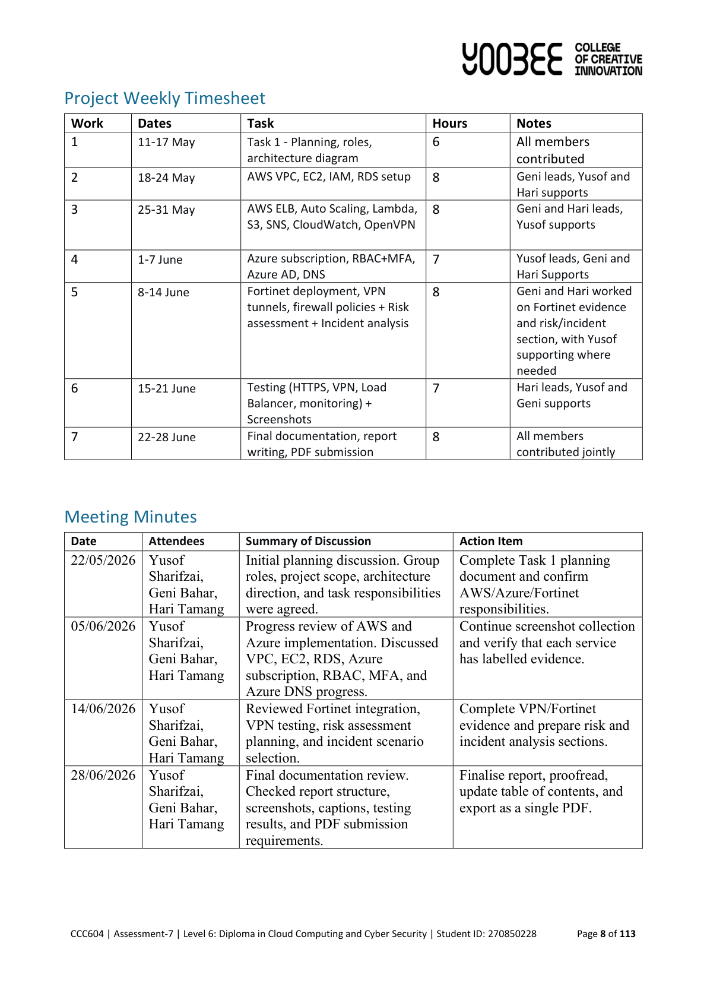 YOOBEE COLLEGE
OF CREATIVE
INNOVATION
Project Weekly Timesheet
Work Dates Task Hours Notes
1 11-17 May Task 1 - Planning, roles, 6 All members
architecture diagram contributed
2 18-24 May AWS VPC, EC2, IAM, RDS setup 8 Geni leads, Yusof and
Hari supports
3 25-31 May AWS ELB, Auto Scaling, Lambda, 8 Geni and Hari leads,
S3, SNS, CloudWatch, OpenVPN Yusof supports
4 1-7 June Azure subscription, RBAC+MFA, 7 Yusof leads, Geni and
Azure AD, DNS Hari Supports
5 8-14 June Fortinet deployment, VPN 8 Geni and Hari worked
tunnels, firewall policies + Risk on Fortinet evidence
assessment + Incident analysis and risk/incident
section, with Yusof
supporting where
needed
6 15-21 June Testing (HTTPS, VPN, Load 7 Hari leads, Yusof and
Balancer, monitoring) + Geni supports
Screenshots
7 22-28 June Final documentation, report 8 All members
writing, PDF submission contributed jointly
Meeting Minutes
Date Attendees Summary of Discussion Action Item
22/05/2026 Yusof Initial planning discussion. Group Complete Task 1 planning
Sharifzai, roles, project scope, architecture document and confirm
Geni Bahar, direction, and task responsibilities AWS/Azure/Fortinet
Hari Tamang were agreed. responsibilities.
05/06/2026 Yusof Progress review of AWS and Continue screenshot collection
Sharifzai, Azure implementation. Discussed and verify that each service
Geni Bahar, VPC, EC2, RDS, Azure has labelled evidence.
Hari Tamang subscription, RBAC, MFA, and
Azure DNS progress.
14/06/2026 Yusof Reviewed Fortinet integration, Complete VPN/Fortinet
Sharifzai, VPN testing, risk assessment evidence and prepare risk and
Geni Bahar, planning, and incident scenario incident analysis sections.
Hari Tamang selection.
28/06/2026 Yusof Final documentation review. Finalise report, proofread,
Sharifzai, Checked report structure, update table of contents, and
Geni Bahar, screenshots, captions, testing export as a single PDF.
Hari Tamang results, and PDF submission
requirements.
CCC604 | Assessment-7 | Level 6: Diploma in Cloud Computing and Cyber Security | Student ID: 270850228 Page 8 of 113